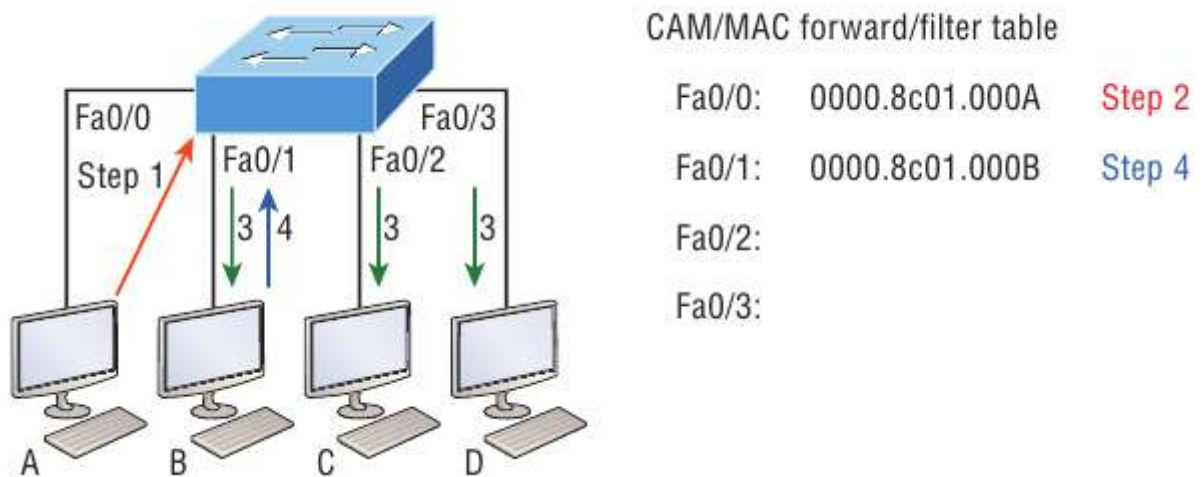 CAM/MAC forward/filter table
Fa0/0: 0000.8c01.000A Step 2
Fa0/1: 0000.8c01.000B Step 4
Fa0/2:
Fa0/3:
Fa0/0
Fa0/3
Step 1
Fa0/1
Fa0/2
3
4
3
3
A
B
C
D